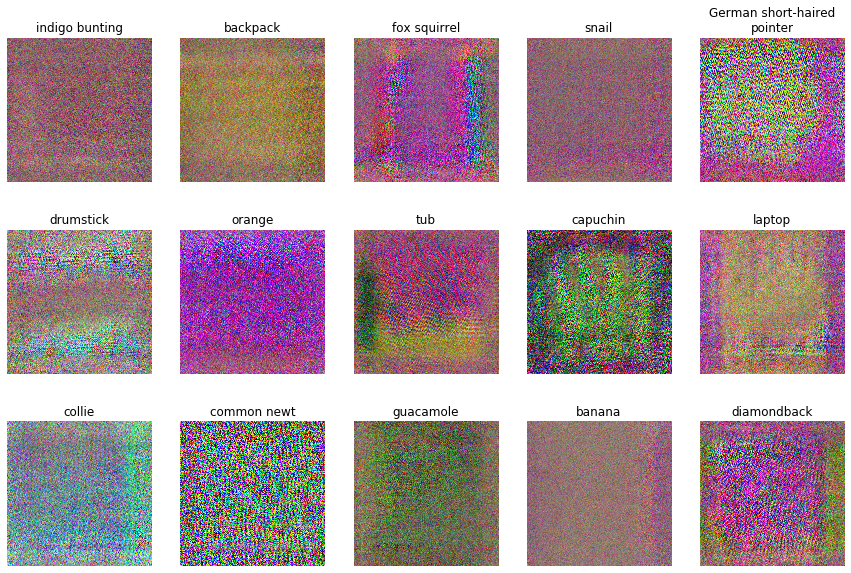 indigo bunting
backpack
fox squirrel
snail
German short-haired
pointer
drumstick
orange
tub
capuchin
laptop
collie
common newt
guacamole
banana
diamondback